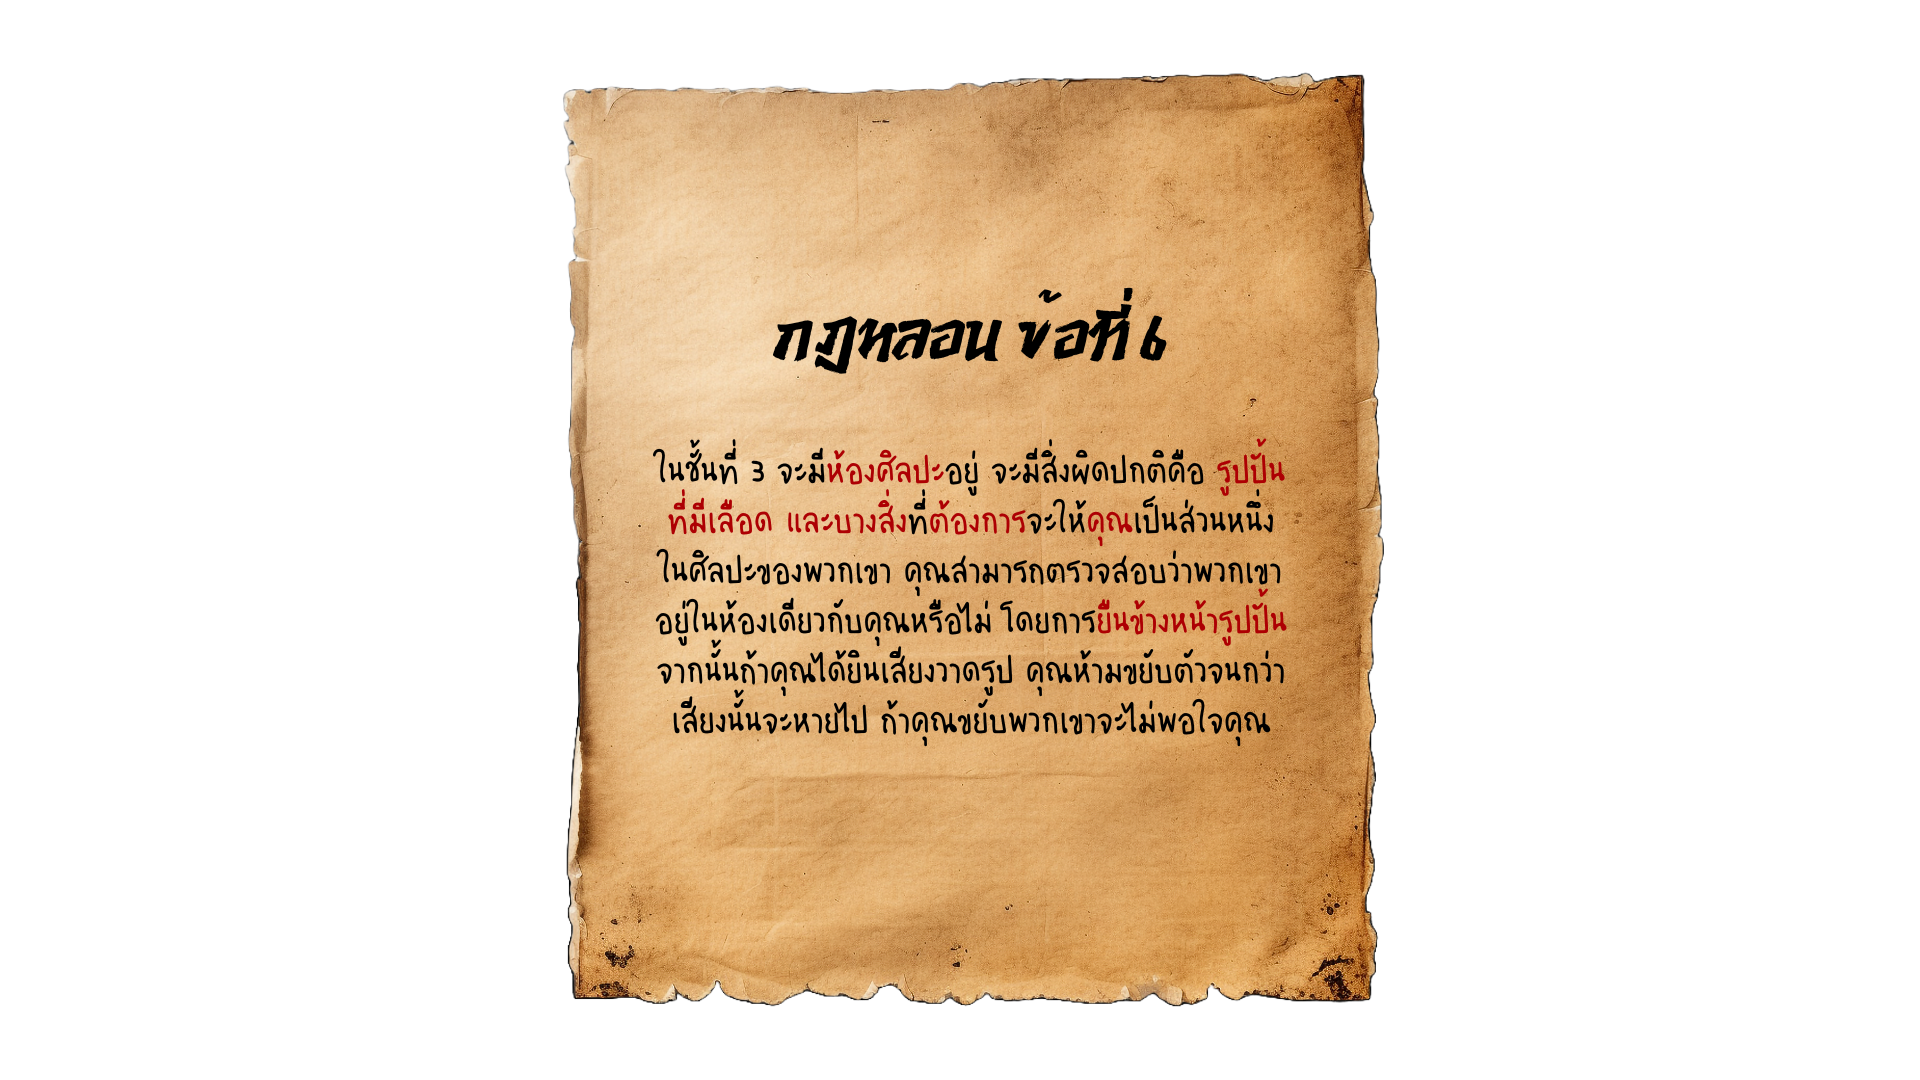 กฎหลอน ข้อที่ 6
ในชั้นที่ 3 จะมีห้องศิลปะอยู่ จะมีสิ่งผิดปกติคือ รูปปั้น
ที่มีเลือด และบางสิ่งที่ต้องการจะให้คุณเป็นส่วนหนึ่ง
ในศิลปะของพวกเขา คุณสามารถตรวจสอบว่าพวกเขา
อยู่ในห้องเดียวกับคุณหรือไม่ โดยการยืนข้างหน้ารูปปั้น
จากนั้นถ้าคุณได้ยินเสียงวาดรูป คุณห้ามขยับตัวจนกว่า
เสียงนั้นจะหายไป ถ้าคุณขยับพวกเขาจะไม่พอใจคุณ